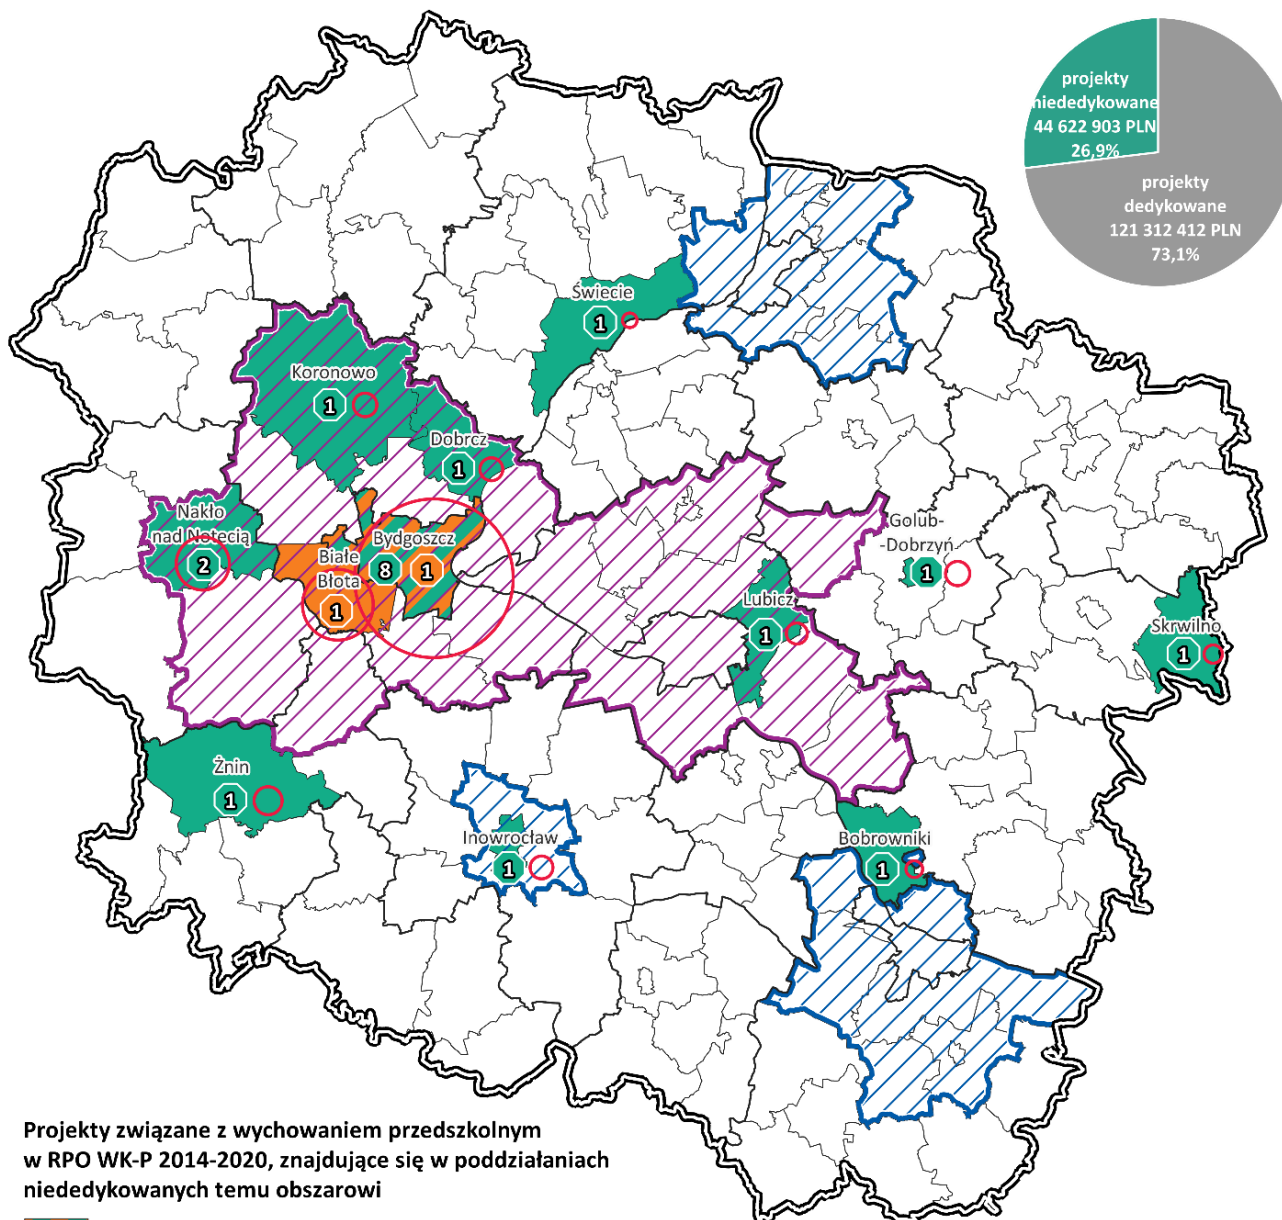 projekty
niededykowane
44 622 903 PLN
26,9%
projekty
dedykowane
121 312 412 PLN
73,1%
Świecie
1
Koronowo
1
Dobrcz
1
Nakło
nad Notecią
2
Białe
Błota
1
Bydgoszcz
8 1
Golub-
-Dobrzyń
1
Lubicz
1
Skrwilno
1
Żnin
1
Inowrocław
1
Bobrowniki
1
Projekty związane z wychowaniem przedszkolnym
w RPO WK-P 2014-2020, znajdujące się w poddziałaniach
niededykowanych temu obszarowi